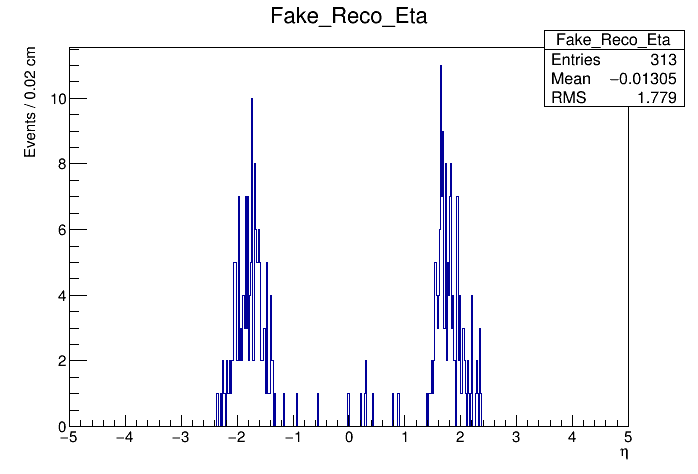 Fake_Reco_Eta
Fake_Reco_Eta
Entries 313
Mean −0.01305
RMS 1.779
Events / 0.02 cm
10
8
6
4
2
0
−5 −4 −3 −2 −1 0 1 2 3 4 5
η